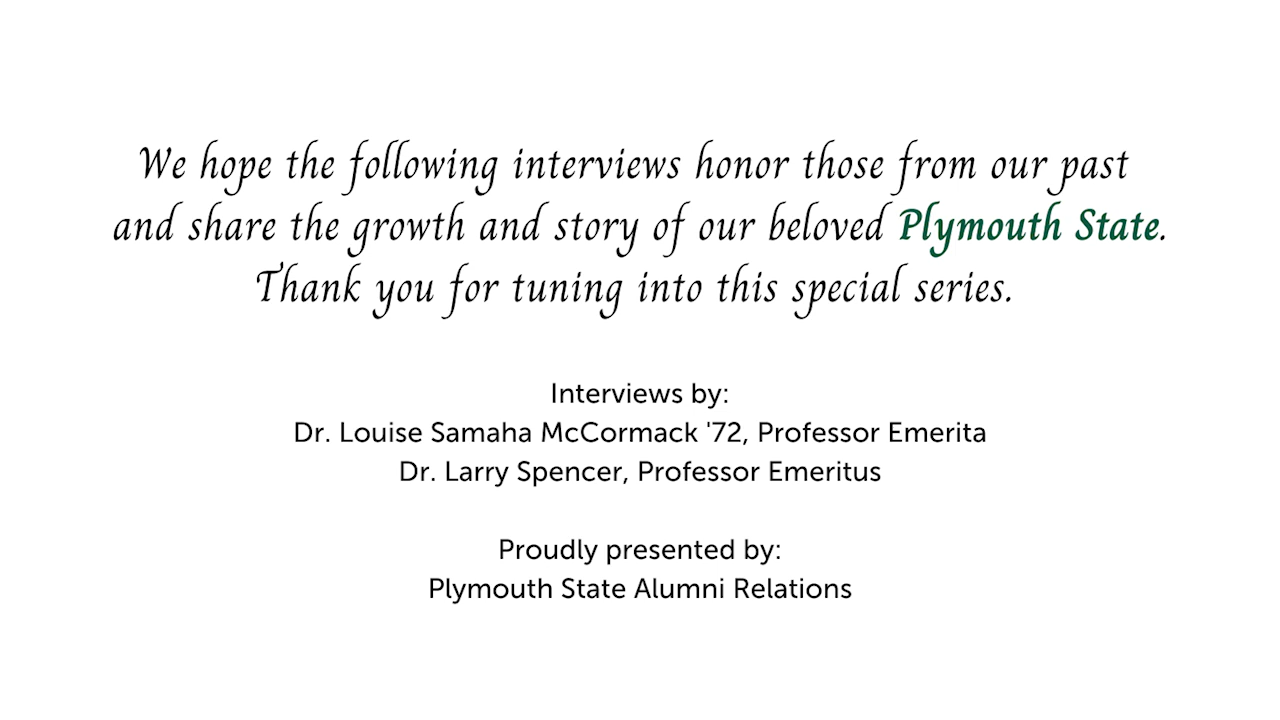 We hope the following interviews honor those from our past
and share the growth and story of our beloved Plymouth State.
Thank you for tuning into this special series.
Interviews by:
Dr. Louise Samaha McCormack '72, Professor Emerita
Dr. Larry Spencer, Professor Emeritus
Proudly presented by:
Plymouth State Alumni Relations